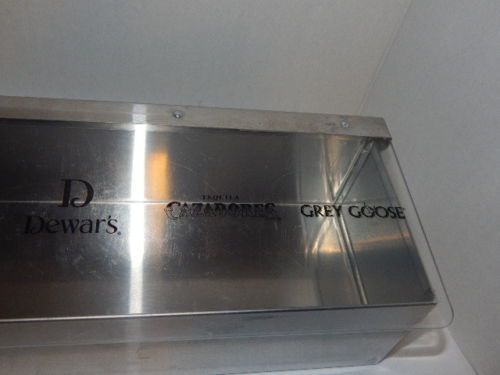 D
Dewar's.
TEQUILA
CAZADORES
GREY GOOSE